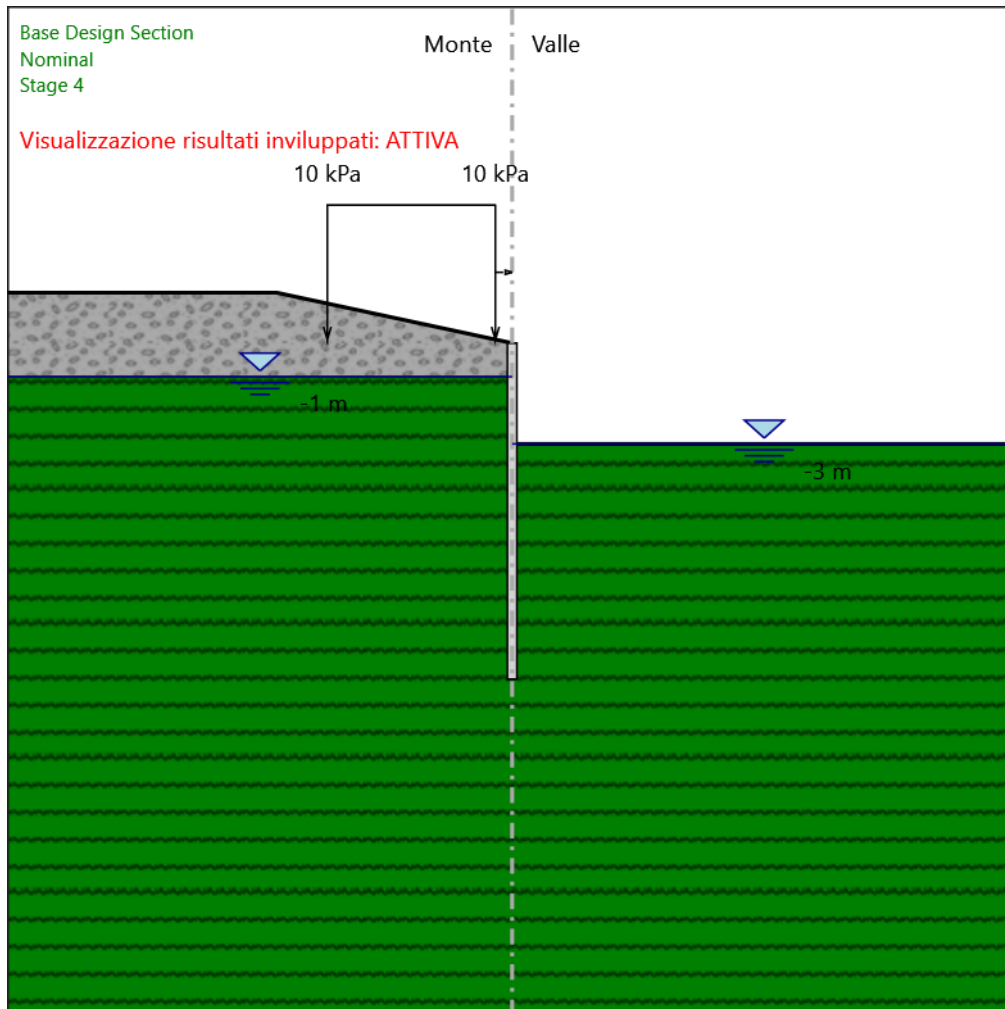 Base Design Section
Nominal
Stage 4
Monte
Valle
Visualizzazione risultati inviluppati: ATTIVA
10 kPa
10 kPa
-1 m
-3 m